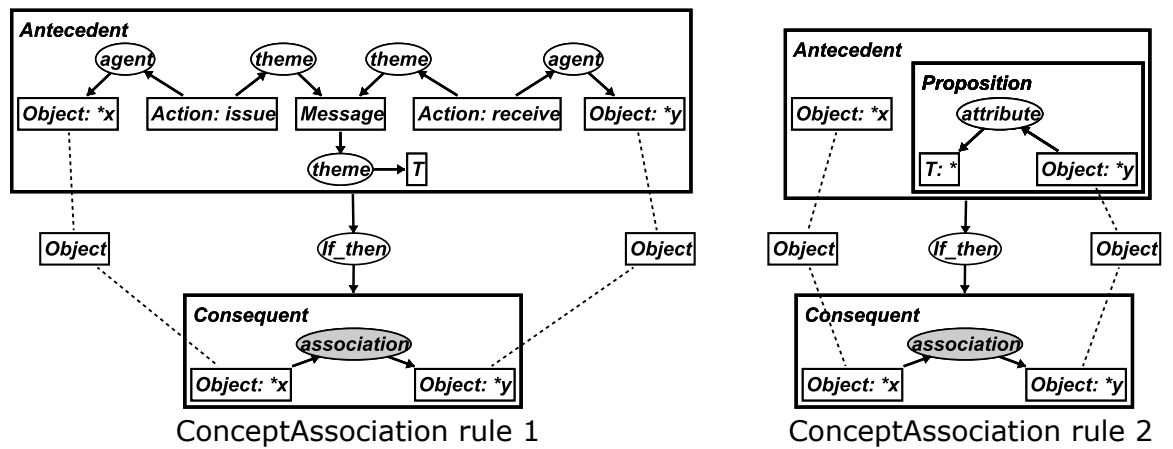 Antecedent
agent
theme
theme
agent
Object: *x
Action: issue
Message
Action: receive
Object: *y
theme
T
Object
If_then
Object
Consequent
association
Object: *x
Object: *y
ConceptAssociation rule 1
Antecedent
Proposition
attribute
Object: *x
T: *
Object: *y
Object
If_then
Object
Consequent
association
Object: *x
Object: *y
ConceptAssociation rule 2